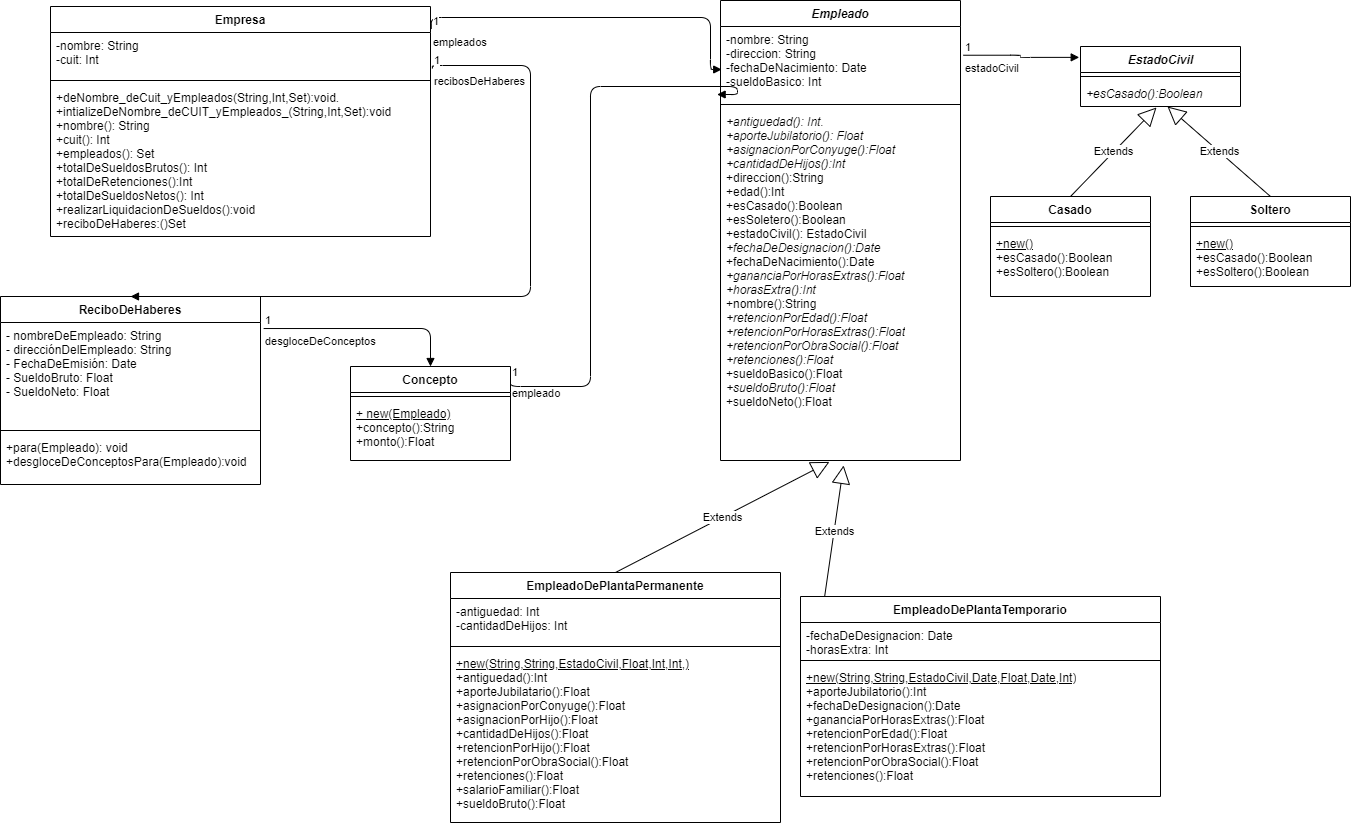 Empresa
-nombre: String
-cuit: Int
+deNombre_deCuit_yEmpleados(String,Int,Set):void.
+intializeDeNombre_deCUIT_yEmpleados_(String,Int,Set):void
+nombre(): String
+cuit(): Int
+empleados(): Set
+totalDeSueldosBrutos(): Int
+totalDeRetenciones():Int
+totalDeSueldosNetos(): Int
+realizarLiquidacionDeSueldos():void
+reciboDeHaberes:()Set
1
empleados
1
recibosDeHaberes
Empleado
-nombre: String
-direccion: String
-fechaDeNacimiento: Date
-sueldoBasico: Int
+antiguedad(): Int.
+aporteJubilatorio(): Float
+asignacionPorConyuge():Float
+cantidadDeHijos():Int
+direccion():String
+edad():Int
+esCasado():Boolean
+esSoletero():Boolean
+estadoCivil(): EstadoCivil
+fechaDeDesignacion():Date
+fechaDeNacimiento():Date
+gananciaPorHorasExtras():Float
+horasExtra():Int
+nombre():String
+retencionPorEdad():Float
+retencionPorHorasExtras():Float
+retencionPorObraSocial():Float
+retenciones():Float
+sueldoBasico():Float
+sueldoBruto():Float
+sueldoNeto():Float
1
estadoCivil
EstadoCivil
+esCasado():Boolean
Extends
Extends
Casado
+new()
+esCasado():Boolean
+esSoltero():Boolean
Soltero
+new()
+esCasado():Boolean
+esSoltero():Boolean
ReciboDeHaberes
- nombreDeEmpleado: String
- direcciónDelEmpleado: String
- FechaDeEmisión: Date
- SueldoBruto: Float
- SueldoNeto: Float
+para(Empleado): void
+desgloceDeConceptosPara(Empleado):void
1
desgloceDeConceptos
Concepto
+ new(Empleado)
+concepto():String
+monto():Float
1
empleado
Extends
Extends
EmpleadoDePlantaPermanente
-antiguedad: Int
-cantidadDeHijos: Int
+new(String,String,EstadoCivil,Float,Int,Int,)
+antiguedad():Int
+aporteJubilatario():Float
+asignacionPorConyuge():Float
+asignacionPorHijo():Float
+cantidadDeHijos():Float
+retencionPorHijo():Float
+retencionPorObraSocial():Float
+retenciones():Float
+salarioFamiliar():Float
+sueldoBruto():Float
EmpleadoDePlantaTemporario
-fechaDeDesignacion: Date
-horasExtra: Int
+new(String,String,EstadoCivil,Date,Float,Date,Int)
+aporteJubilatorio():Int
+fechaDeDesignacion():Date
+gananciaPorHorasExtras():Float
+retencionPorEdad():Float
+retencionPorHorasExtras():Float
+retencionPorObraSocial():Float
+retenciones():Float